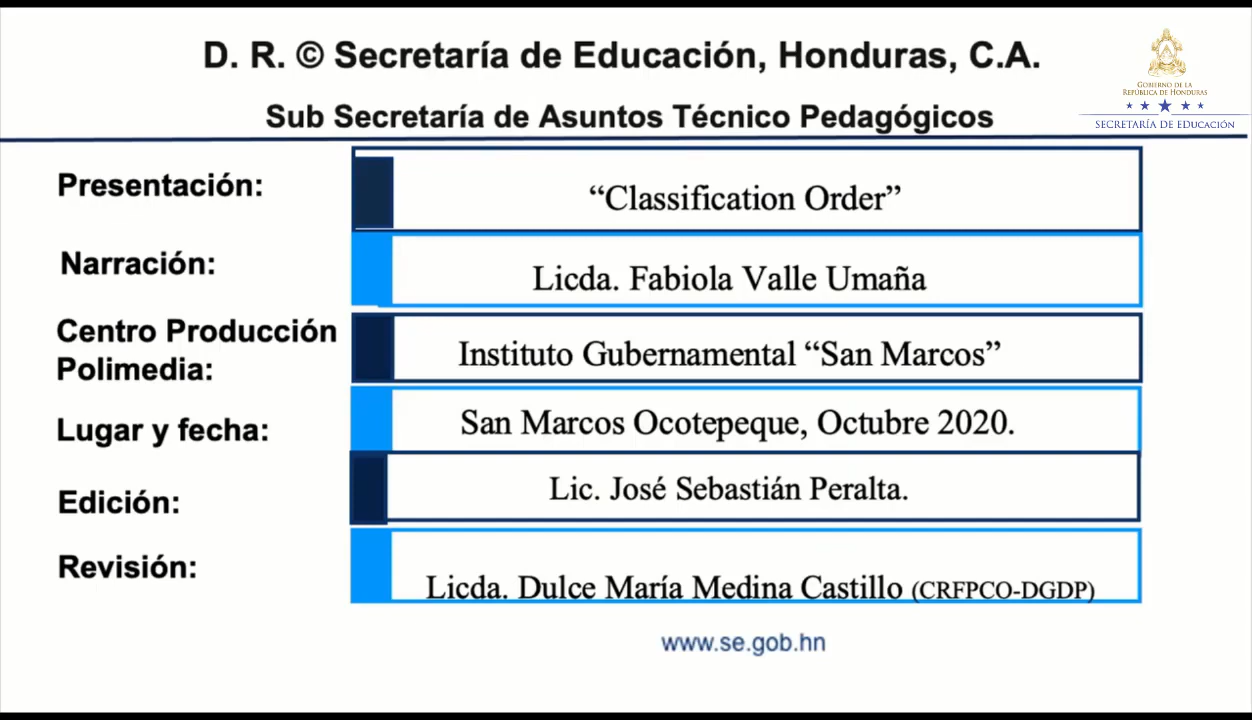 D. R. © Secretaría de Educación, Honduras, C.A.
Sub Secretaría de Asuntos Técnico Pedagógicos
GOBIERNO DE LA
REPÚBLICA DE HONDURAS
SECRETARÍA DE EDUCACIÓN
Presentación:
“Classification Order”
Narración:
Licda. Fabiola Valle Umaña
Centro Producción
Polimedia:
Instituto Gubernamental “San Marcos”
Lugar y fecha:
San Marcos Ocotepeque, Octubre 2020.
Edición:
Lic. José Sebastián Peralta.
Revisión:
Licda. Dulce María Medina Castillo (CRFPCO-DGDP)
www.se.gob.hn